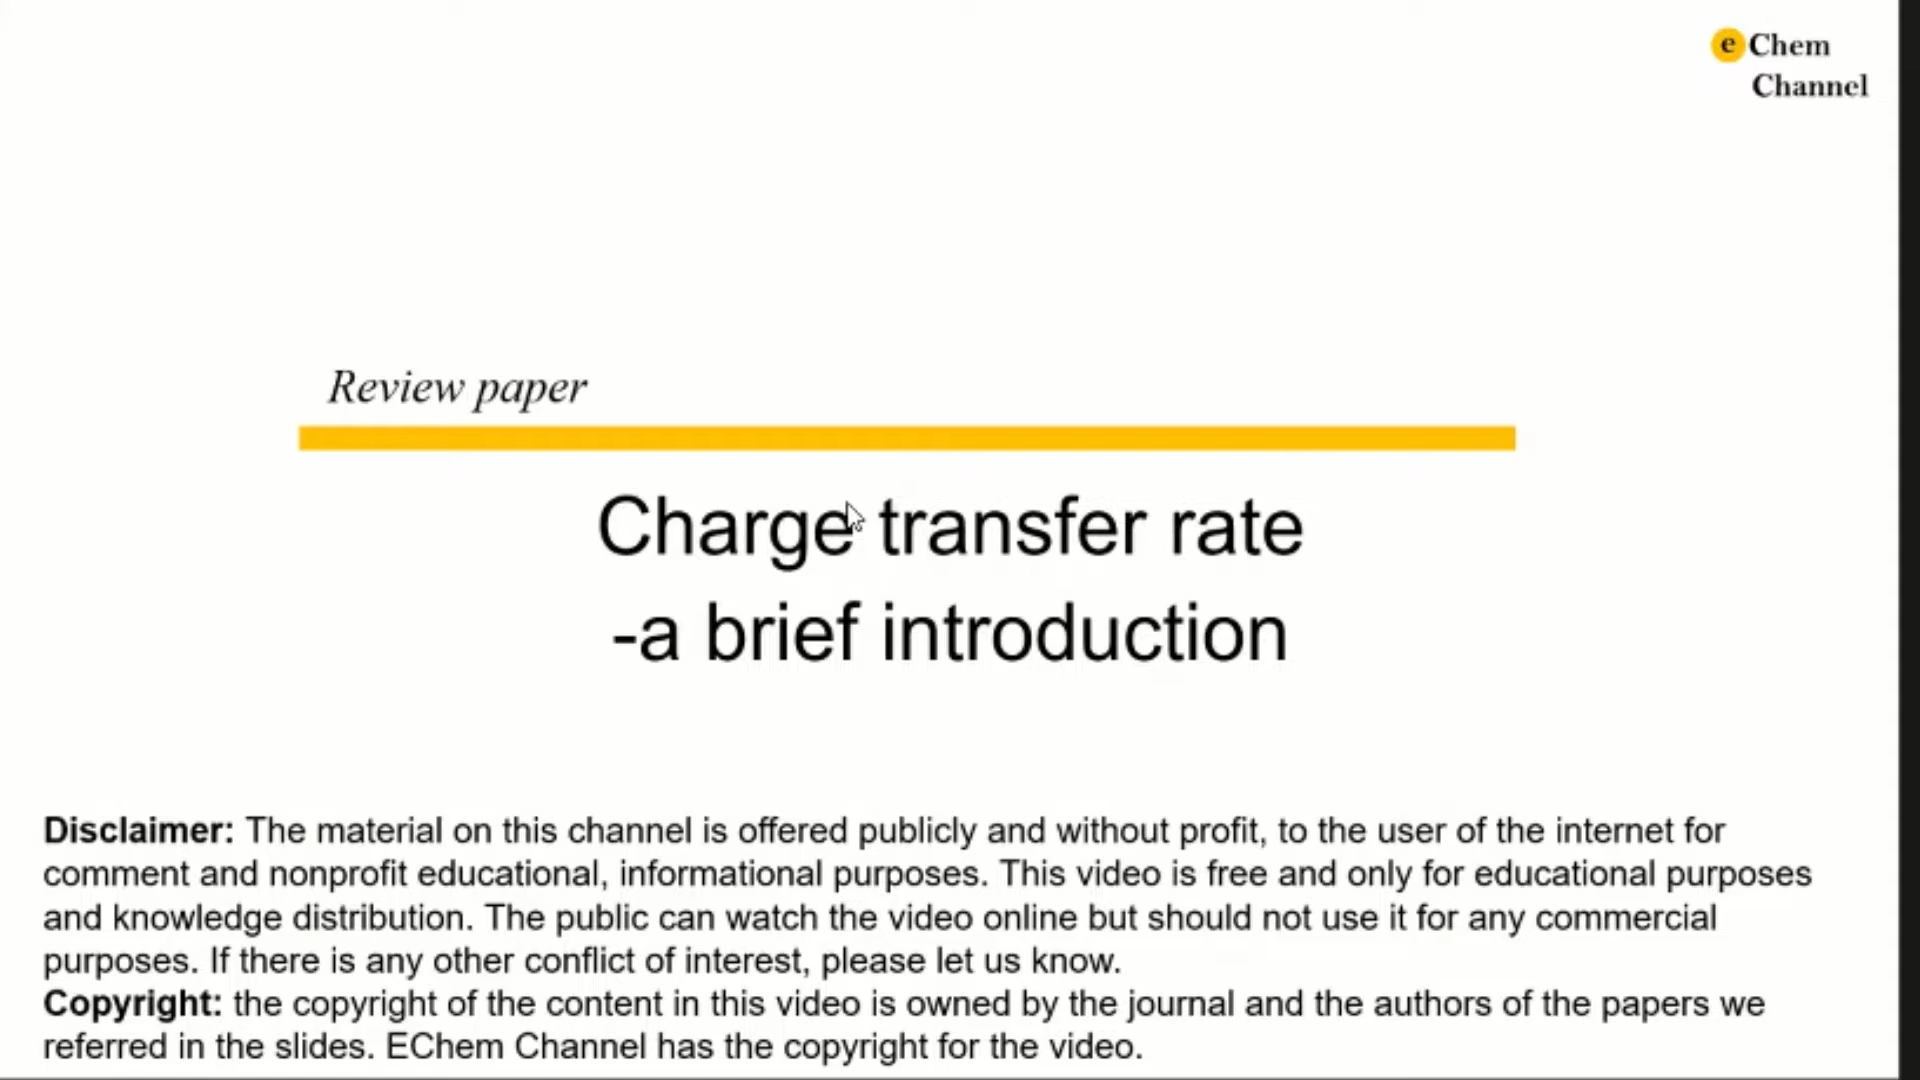 e Chem
Channel
Review paper
Charge transfer rate
-a brief introduction
Disclaimer: The material on this channel is offered publicly and without profit, to the user of the internet for
comment and nonprofit educational, informational purposes. This video is free and only for educational purposes
and knowledge distribution. The public can watch the video online but should not use it for any commercial
purposes. If there is any other conflict of interest, please let us know.
Copyright: the copyright of the content in this video is owned by the journal and the authors of the papers we
referred in the slides. EChem Channel has the copyright for the video.